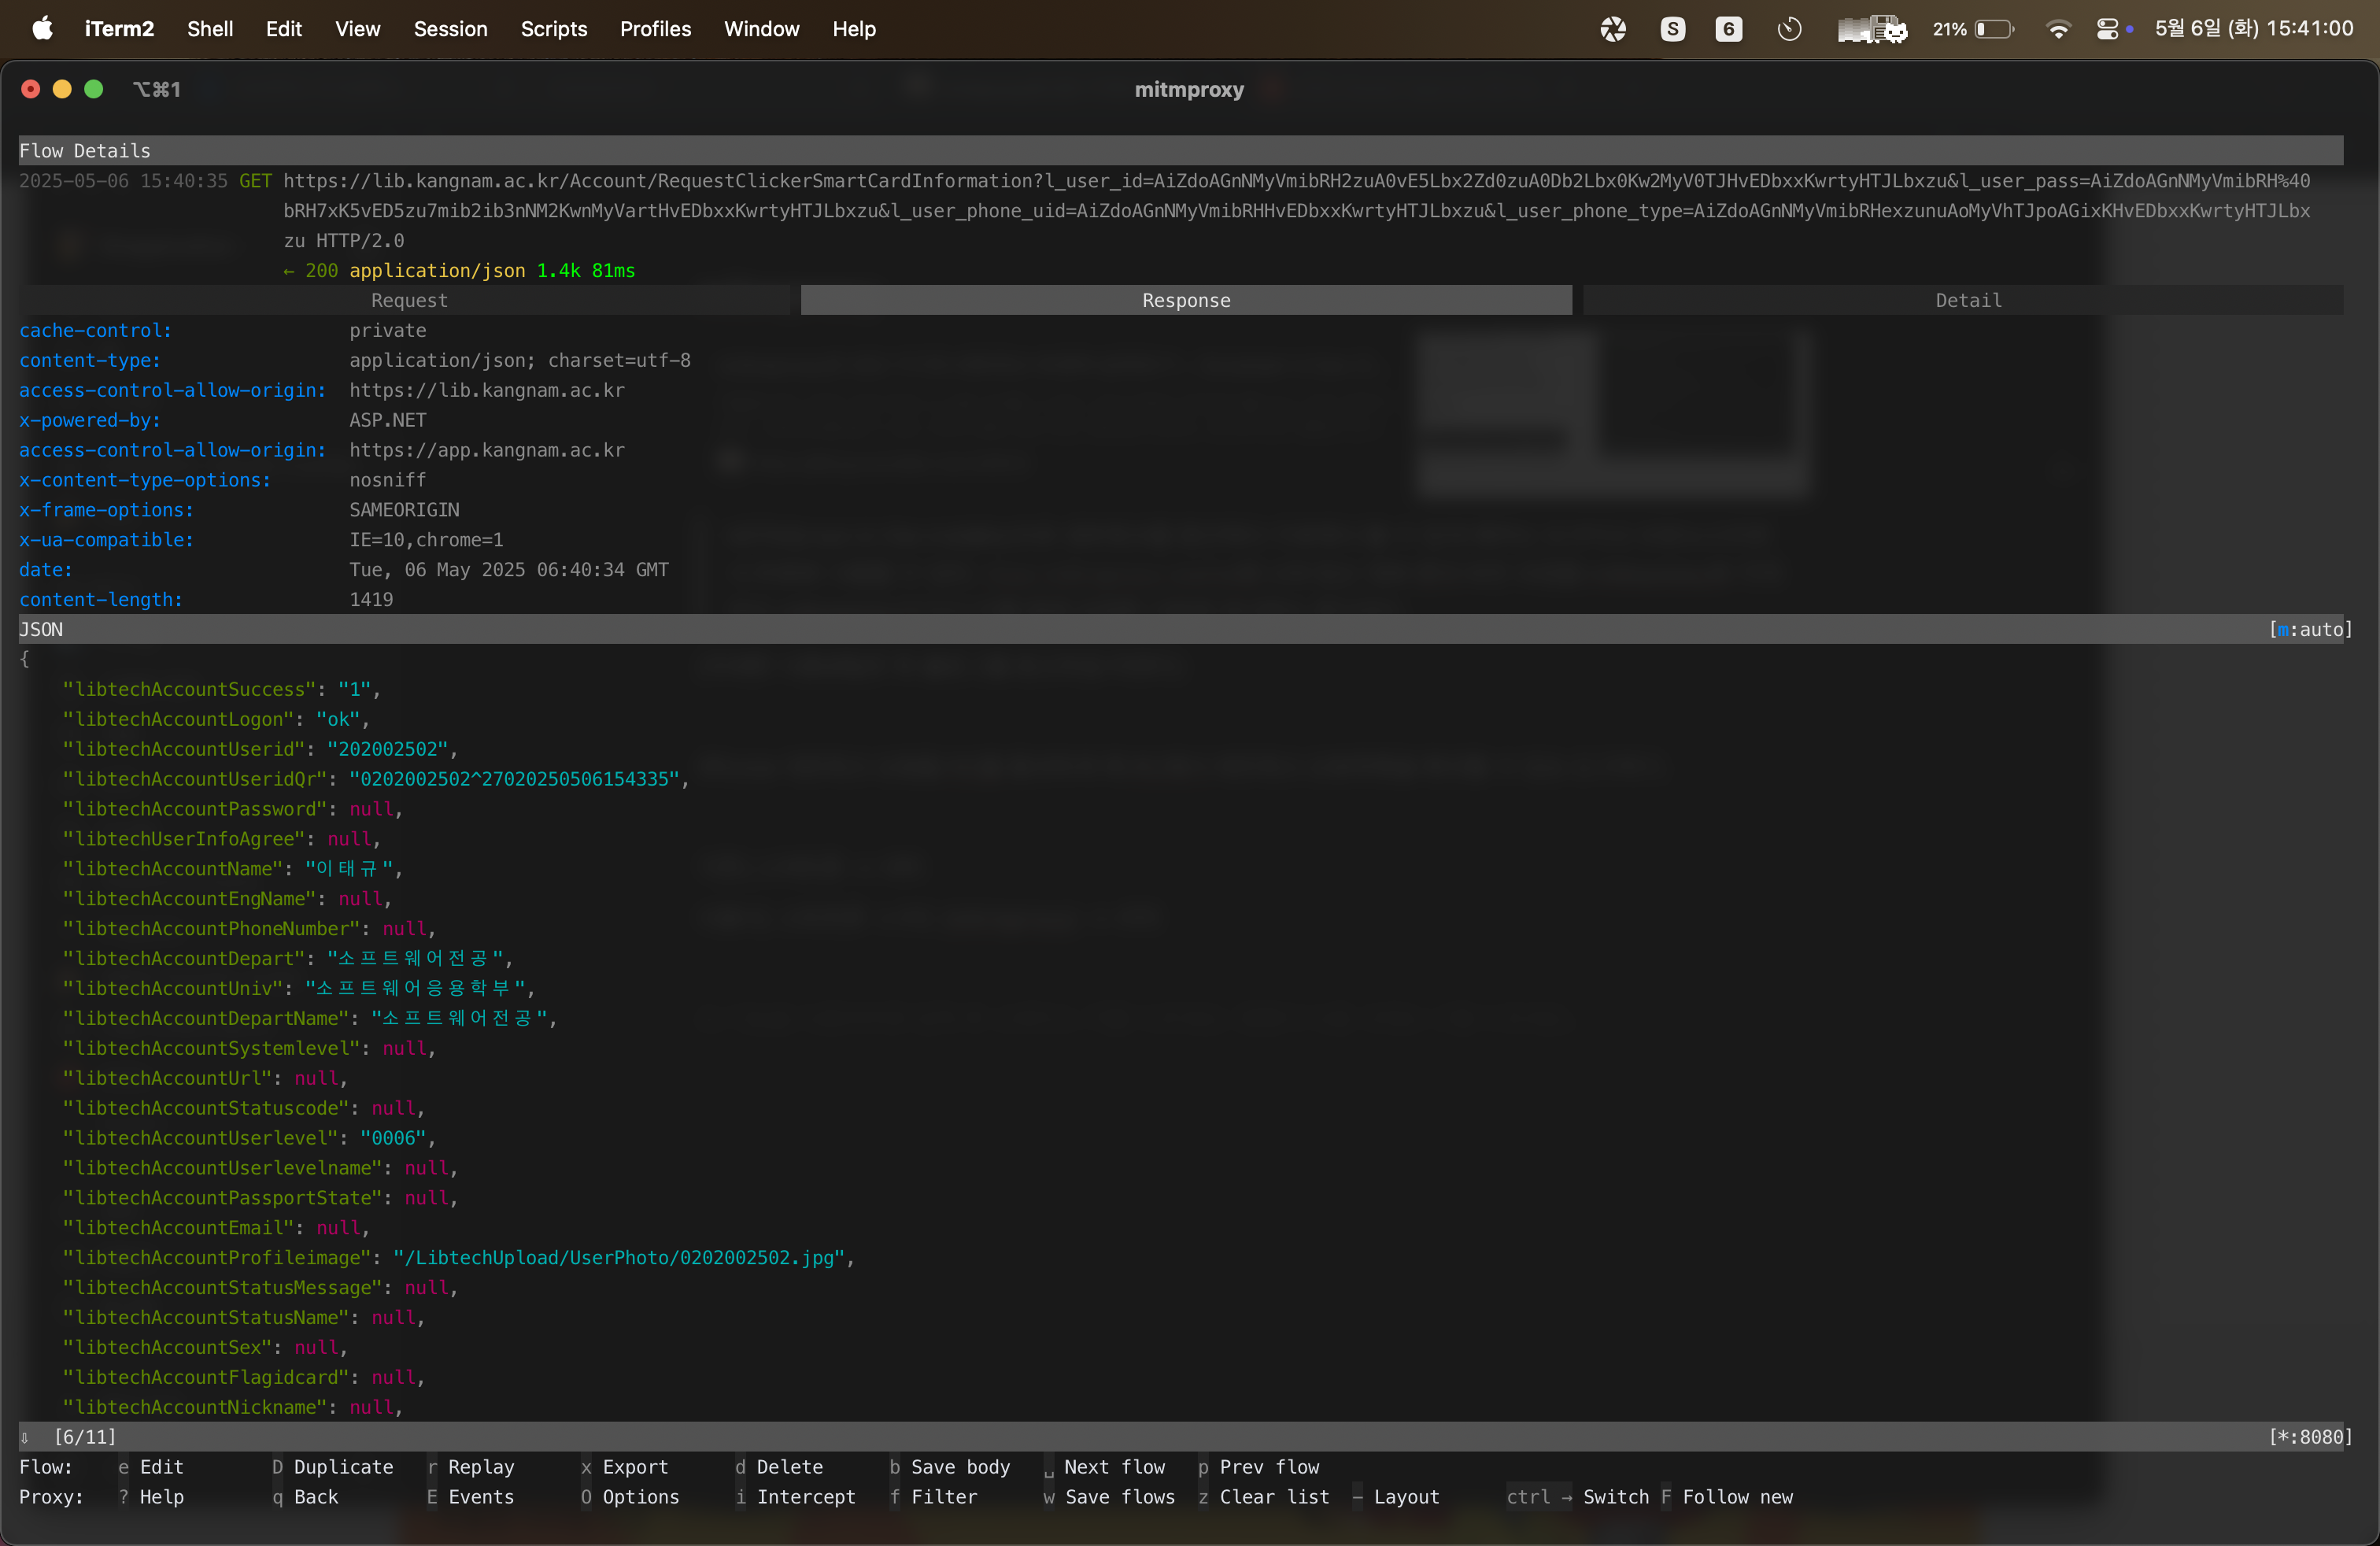 iTerm2 Shell Edit View Session Scripts Profiles Window Help S 6 21% 5월 6일 (화) 15:41:00
⌥⌘1 mitmproxy
Flow Details
2025-05-06 15:40:35 GET https://lib.kangnam.ac.kr/Account/RequestClickerSmartCardInformation?l_user_id=AiZdoAGnNMyVmibRH2zuA0vE5Lbx2Zd0zuA0Db2Lbx0Kw2MyV0TJHvEDbxxKwrtyHTJLbxzu&l_user_pass=AiZdoAGnNMyVmibRH%40
bRH7xK5vED5zu7mib2ib3nNM2KwnMyVartHvEDbxxKwrtyHTJLbxzu&l_user_phone_uid=AiZdoAGnNMyVmibRHHvEDbxxKwrtyHTJLbxzu&l_user_phone_type=AiZdoAGnNMyVmibRHexzunuAoMyVhTJpoAGixKHvEDbxxKwrtyHTJLbx
zu HTTP/2.0
← 200 application/json 1.4k 81ms
Request Response Detail
cache-control: private
content-type: application/json; charset=utf-8
access-control-allow-origin: https://lib.kangnam.ac.kr
x-powered-by: ASP.NET
access-control-allow-origin: https://app.kangnam.ac.kr
x-content-type-options: nosniff
x-frame-options: SAMEORIGIN
x-ua-compatible: IE=10,chrome=1
date: Tue, 06 May 2025 06:40:34 GMT
content-length: 1419
JSON [m:auto]
{
"libtechAccountSuccess": "1",
"libtechAccountLogon": "ok",
"libtechAccountUserid": "202002502",
"libtechAccountUseridQr": "0202002502^27020250506154335",
"libtechAccountPassword": null,
"libtechUserInfoAgree": null,
"libtechAccountName": "이태규",
"libtechAccountEngName": null,
"libtechAccountPhoneNumber": null,
"libtechAccountDepart": "소프트웨어전공",
"libtechAccountUniv": "소프트웨어응용학부",
"libtechAccountDepartName": "소프트웨어전공",
"libtechAccountSystemlevel": null,
"libtechAccountUrl": null,
"libtechAccountStatuscode": null,
"libtechAccountUserlevel": "0006",
"libtechAccountUserlevelname": null,
"libtechAccountPassportState": null,
"libtechAccountEmail": null,
"libtechAccountProfileimage": "/LibtechUpload/UserPhoto/0202002502.jpg",
"libtechAccountStatusMessage": null,
"libtechAccountStatusName": null,
"libtechAccountSex": null,
"libtechAccountFlagidcard": null,
"libtechAccountNickname": null,
⇩ [6/11] [*:8080]
Flow: e Edit D Duplicate r Replay x Export d Delete b Save body ␣ Next flow p Prev flow
Proxy: ? Help q Back E Events O Options i Intercept f Filter w Save flows z Clear list - Layout ctrl → Switch F Follow new